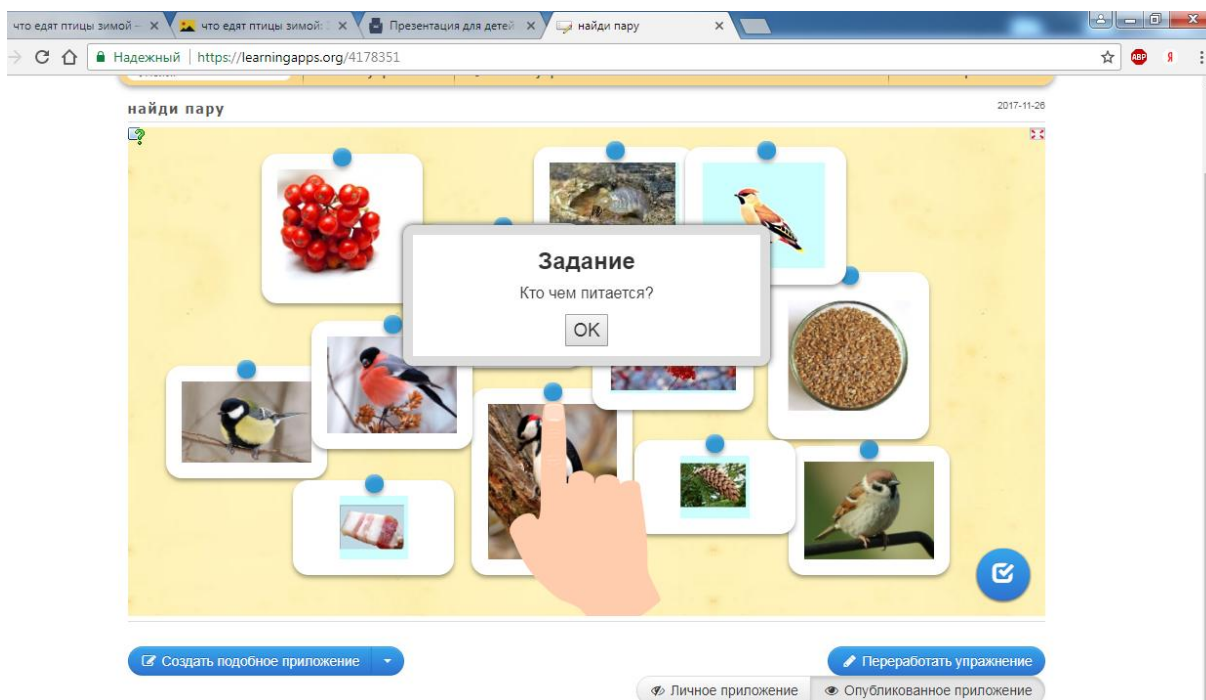 что едят птицы зимой –
что едят птицы зимой:
Презентация для детей
найди пару
Надежный
https://learningapps.org/4178351
найди пару
2017-11-26
Задание
Кто чем питается?
OK
Создать подобное приложение
Переработать упражнение
Личное приложение
Опубликованное приложение
ABP
Я